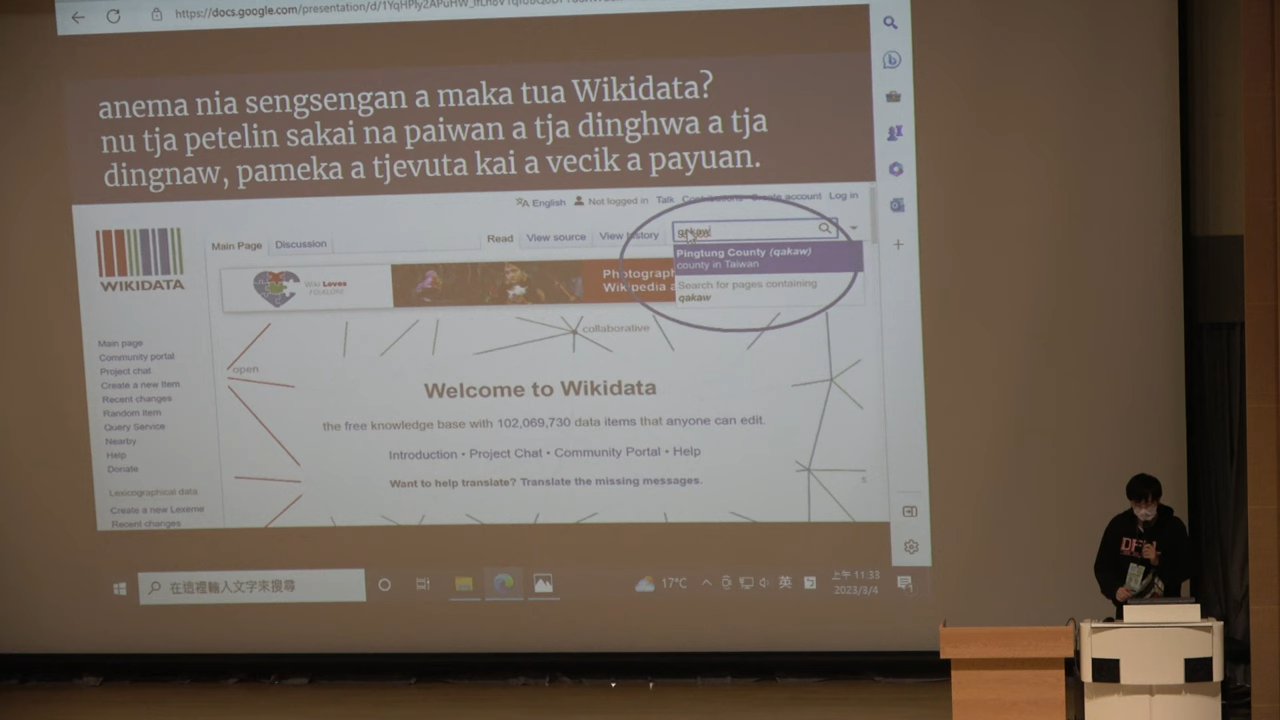 anema nia sengsengan a maka tua Wikidata?
nu tja petelin sakai na paiwan a tja dinghwa a tja
dingnaw, pameka a tjevuta kai a vecik a payuan.
English Not logged in Talk Contributions Create account Log in
Main Page Discussion Read View source View history qakaw
Pingtung County (qakaw)
county in Taiwan
Search for pages containing
qakaw
WIKIDATA
Wiki Loves
FOLKLORE
collaborative
open
Welcome to Wikidata
the free knowledge base with 102,069,730 data items that anyone can edit.
Introduction • Project Chat • Community Portal • Help
Want to help translate? Translate the missing messages.
Main page
Community portal
Project chat
Create a new Item
Recent changes
Random Item
Query Service
Nearby
Help
Donate
Lexicographical data
Create a new Lexeme
Recent changes
在這裡輸入文字來搜尋
17°C
英
上午 11:33
2023/3/4